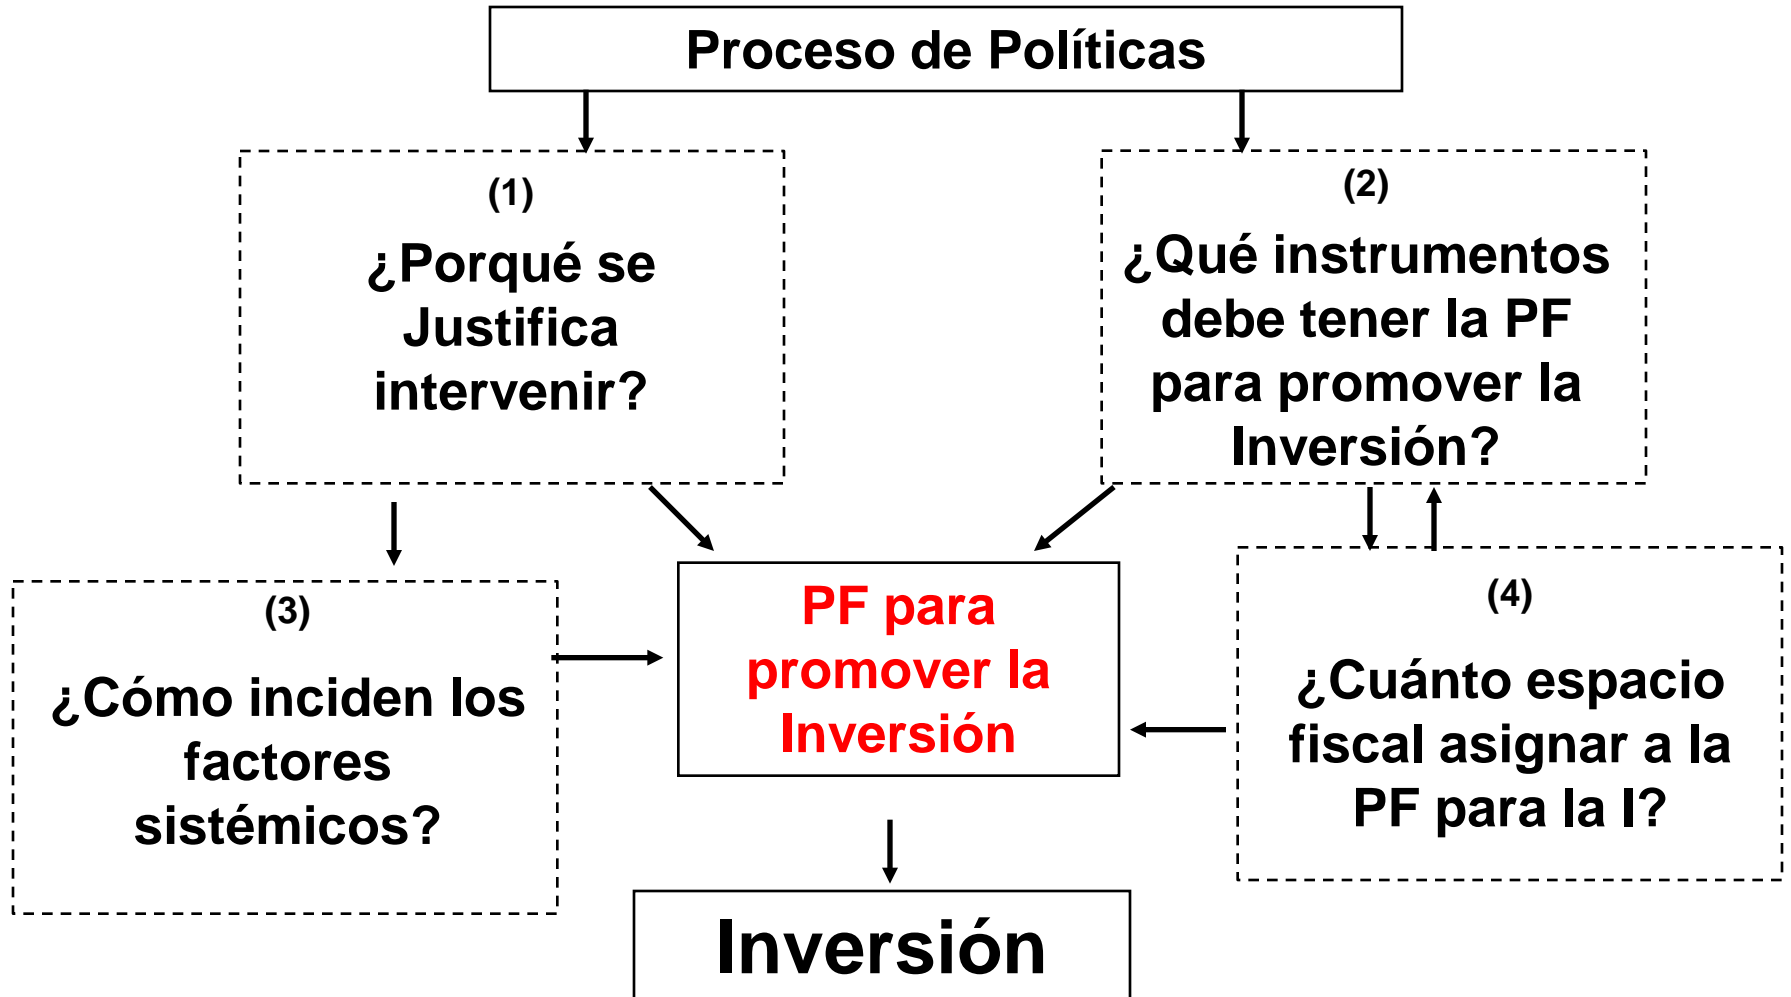 Proceso de Políticas
(1)
¿Porqué se
Justifica
intervenir?
(2)
¿Qué instrumentos
debe tener la PF
para promover la
Inversión?
(3)
¿Cómo inciden los
factores
sistémicos?
PF para
promover la
Inversión
(4)
¿Cuánto espacio
fiscal asignar a la
PF para la I?
Inversión